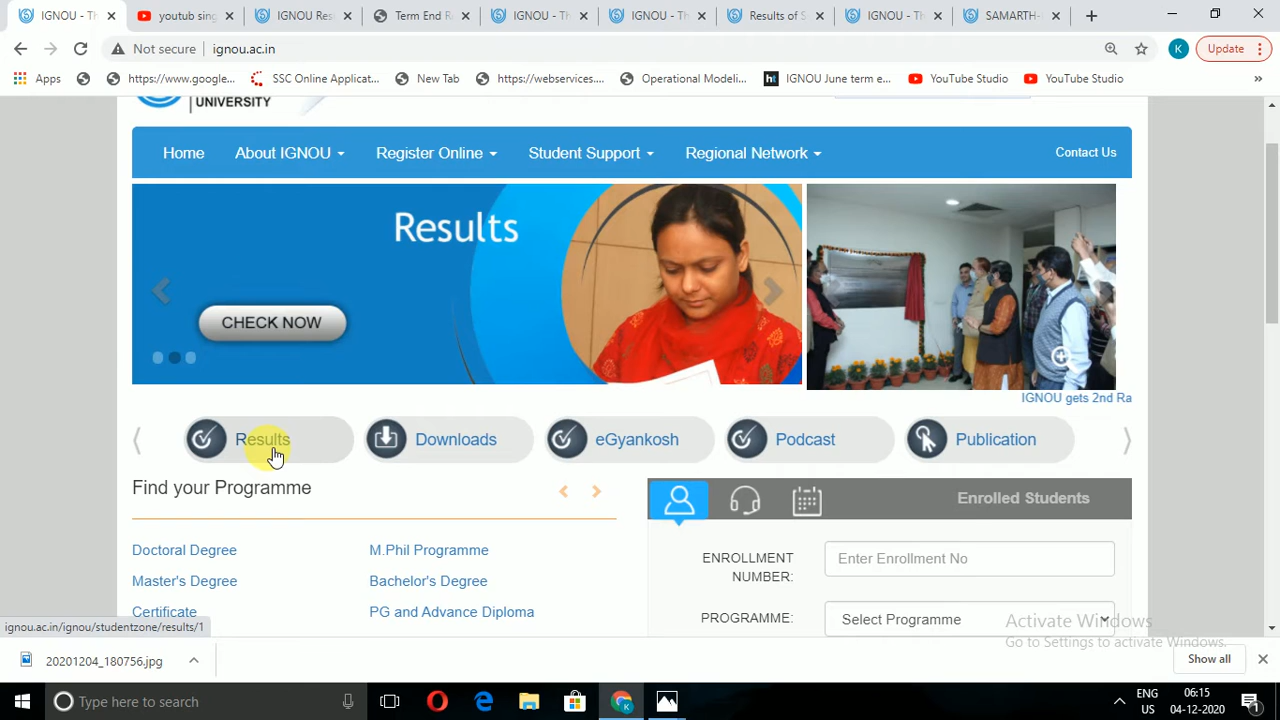 IGNOU - Th
youtub sing
IGNOU Res
Term End R
IGNOU - Th
IGNOU - Th
Results of S
IGNOU - Th
SAMARTH-
Not secure
ignou.ac.in
K
Update
Apps
https://www.google...
SSC Online Applicat...
New Tab
https://webservices....
Operational Modeli...
ht
IGNOU June term e...
YouTube Studio
YouTube Studio
»
UNIVERSITY
Home
About IGNOU
Register Online
Student Support
Regional Network
Contact Us
Results
CHECK NOW
IGNOU gets 2nd Ra
Results
Downloads
eGyankosh
Podcast
Publication
Find your Programme
Enrolled Students
Doctoral Degree
M.Phil Programme
Master's Degree
Bachelor's Degree
Certificate
PG and Advance Diploma
ENROLLMENT
NUMBER:
Enter Enrollment No
PROGRAMME:
Select Programme
Activate Windows
Go to Settings to activate Windows.
ignou.ac.in/ignou/studentzone/results/1
20201204_180756.jpg
Show all
Type here to search
K
ENG
US
06:15
04-12-2020
1